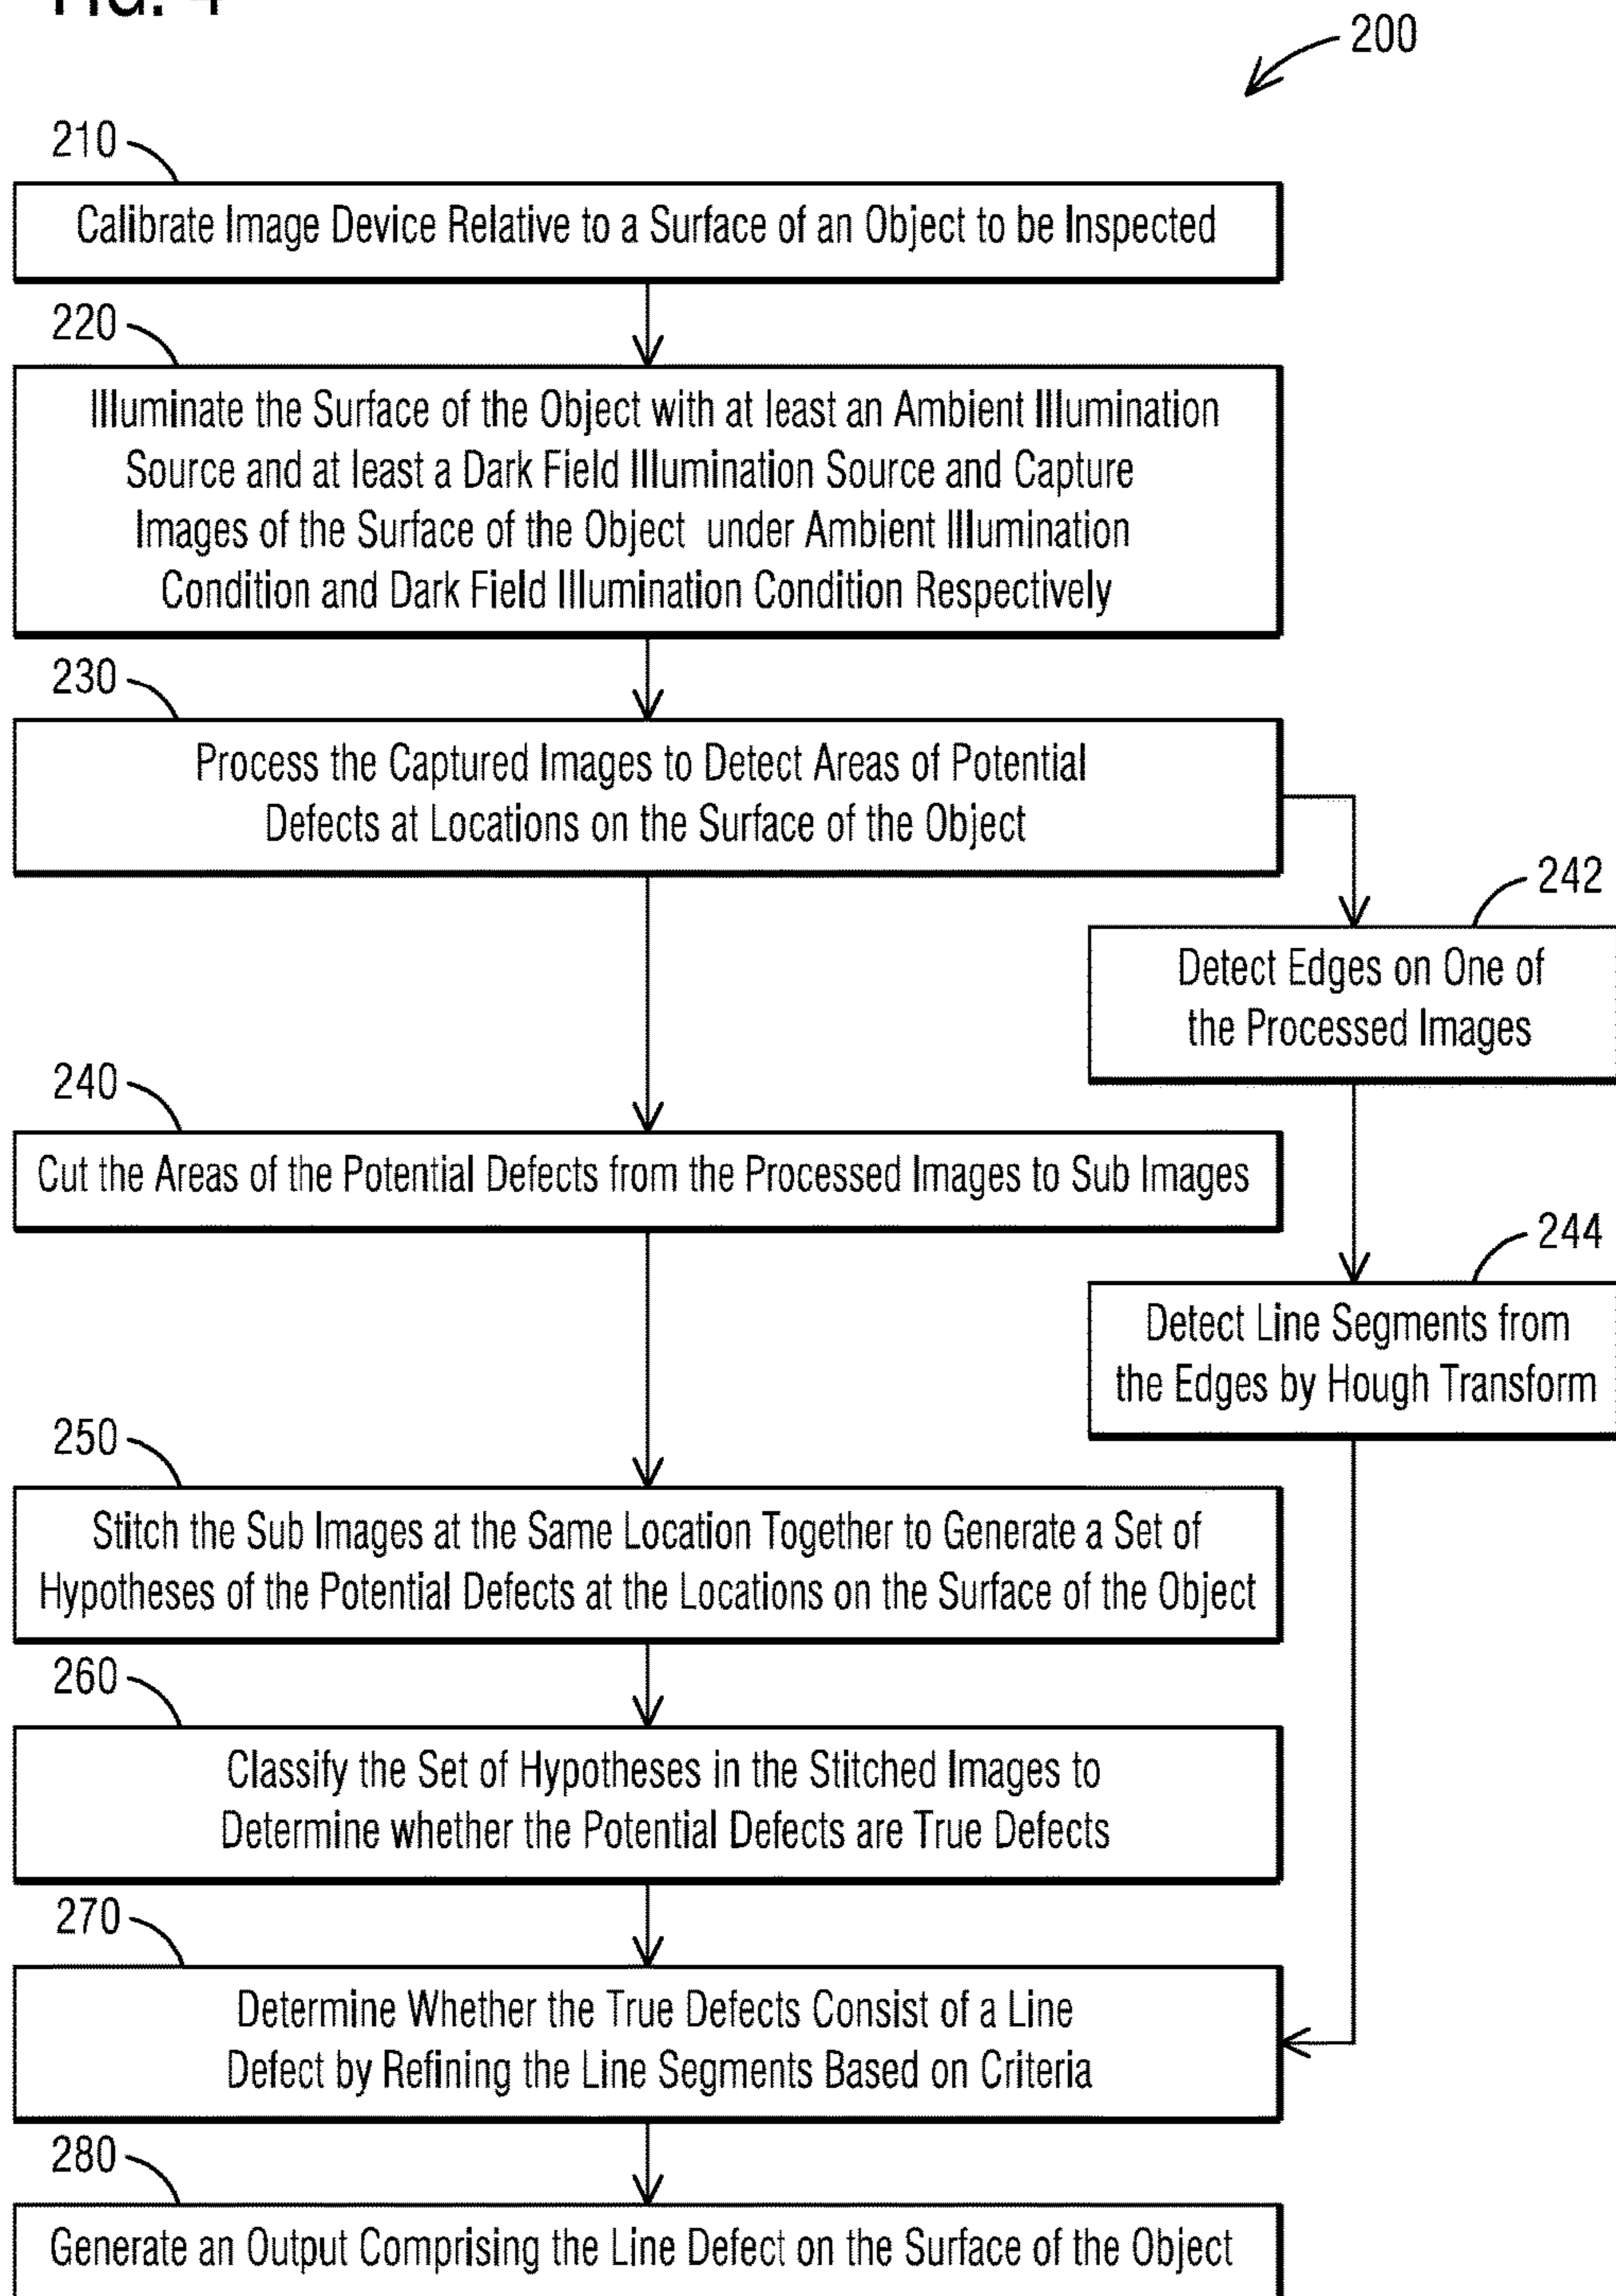 FIG. 4
200
210
Calibrate Image Device Relative to a Surface of an Object to be Inspected
220
Illuminate the Surface of the Object with at least an Ambient Illumination
Source and at least a Dark Field Illumination Source and Capture
Images of the Surface of the Object under Ambient Illumination
Condition and Dark Field Illumination Condition Respectively
230
Process the Captured Images to Detect Areas of Potential
Defects at Locations on the Surface of the Object
242
Detect Edges on One of
the Processed Images
240
Cut the Areas of the Potential Defects from the Processed Images to Sub Images
244
Detect Line Segments from
the Edges by Hough Transform
250
Stitch the Sub Images at the Same Location Together to Generate a Set of
Hypotheses of the Potential Defects at the Locations on the Surface of the Object
260
Classify the Set of Hypotheses in the Stitched Images to
Determine whether the Potential Defects are True Defects
270
Determine Whether the True Defects Consist of a Line
Defect by Refining the Line Segments Based on Criteria
280
Generate an Output Comprising the Line Defect on the Surface of the Object